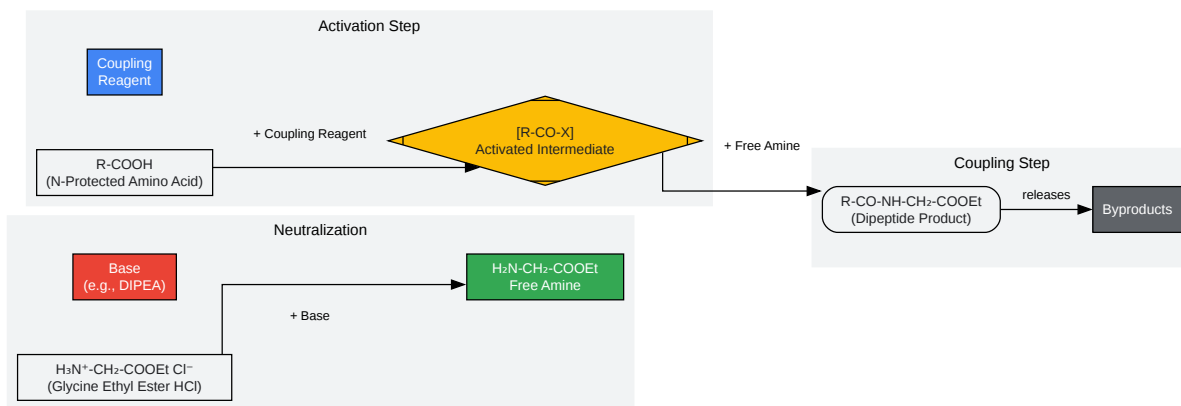 Activation Step
Coupling
Reagent
+ Coupling Reagent
[R-CO-X]
Activated Intermediate
R-COOH
(N-Protected Amino Acid)
+ Free Amine
Coupling Step
R-CO-NH-CH₂-COOEt
(Dipeptide Product)
releases
Byproducts
Neutralization
Base
(e.g., DIPEA)
H₂N-CH₂-COOEt
Free Amine
+ Base
H₃N⁺-CH₂-COOEt Cl⁻
(Glycine Ethyl Ester HCl)